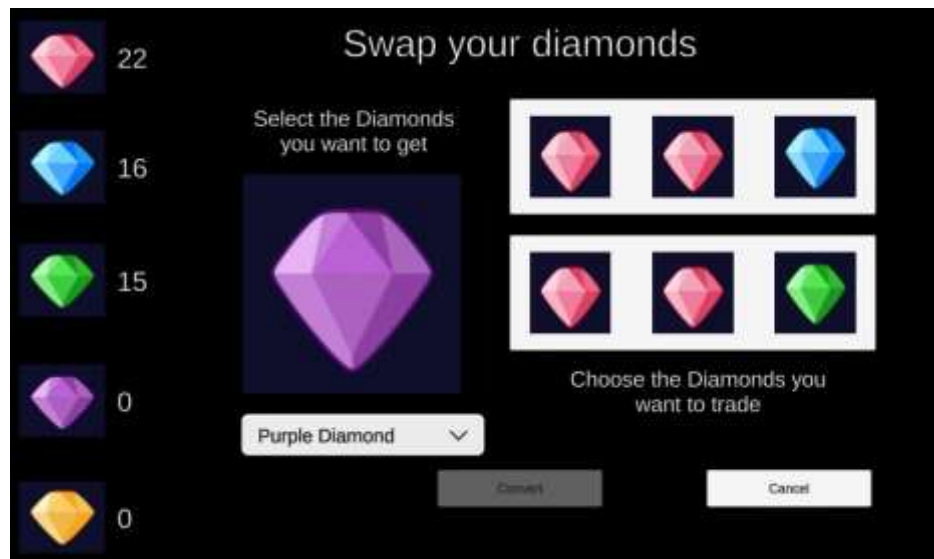 Swap your diamonds
22
16
15
0
0
Select the Diamonds
you want to get
Purple Diamond
Choose the Diamonds you
want to trade
Convert
Cancel